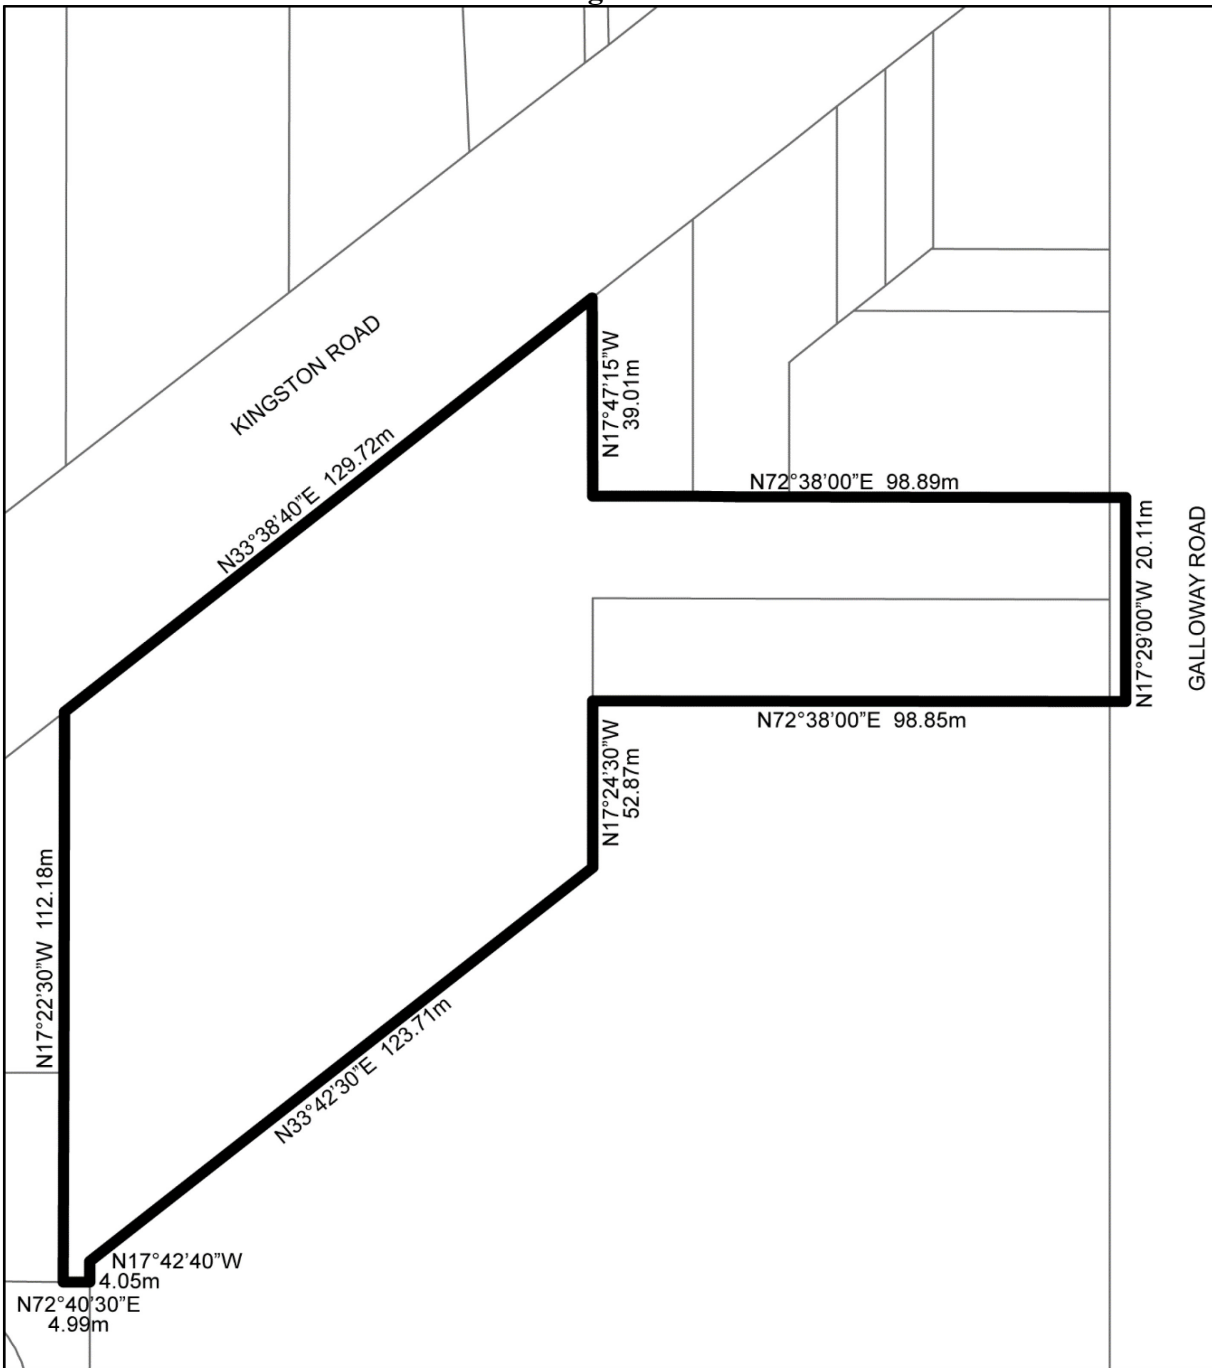 KINGSTON ROAD
N17°47'15"W
39.01m
N33°38'40"E 129.72m
N72°38'00"E 98.89m
N17°29'00"W 20.11m
GALLOWAY ROAD
N72°38'00"E 98.85m
N17°24'30"W
52.87m
N17°22'30"W 112.18m
N33°42'30"E 123.71m
N17°42'40"W
4.05m
N72°40'30"E
4.99m